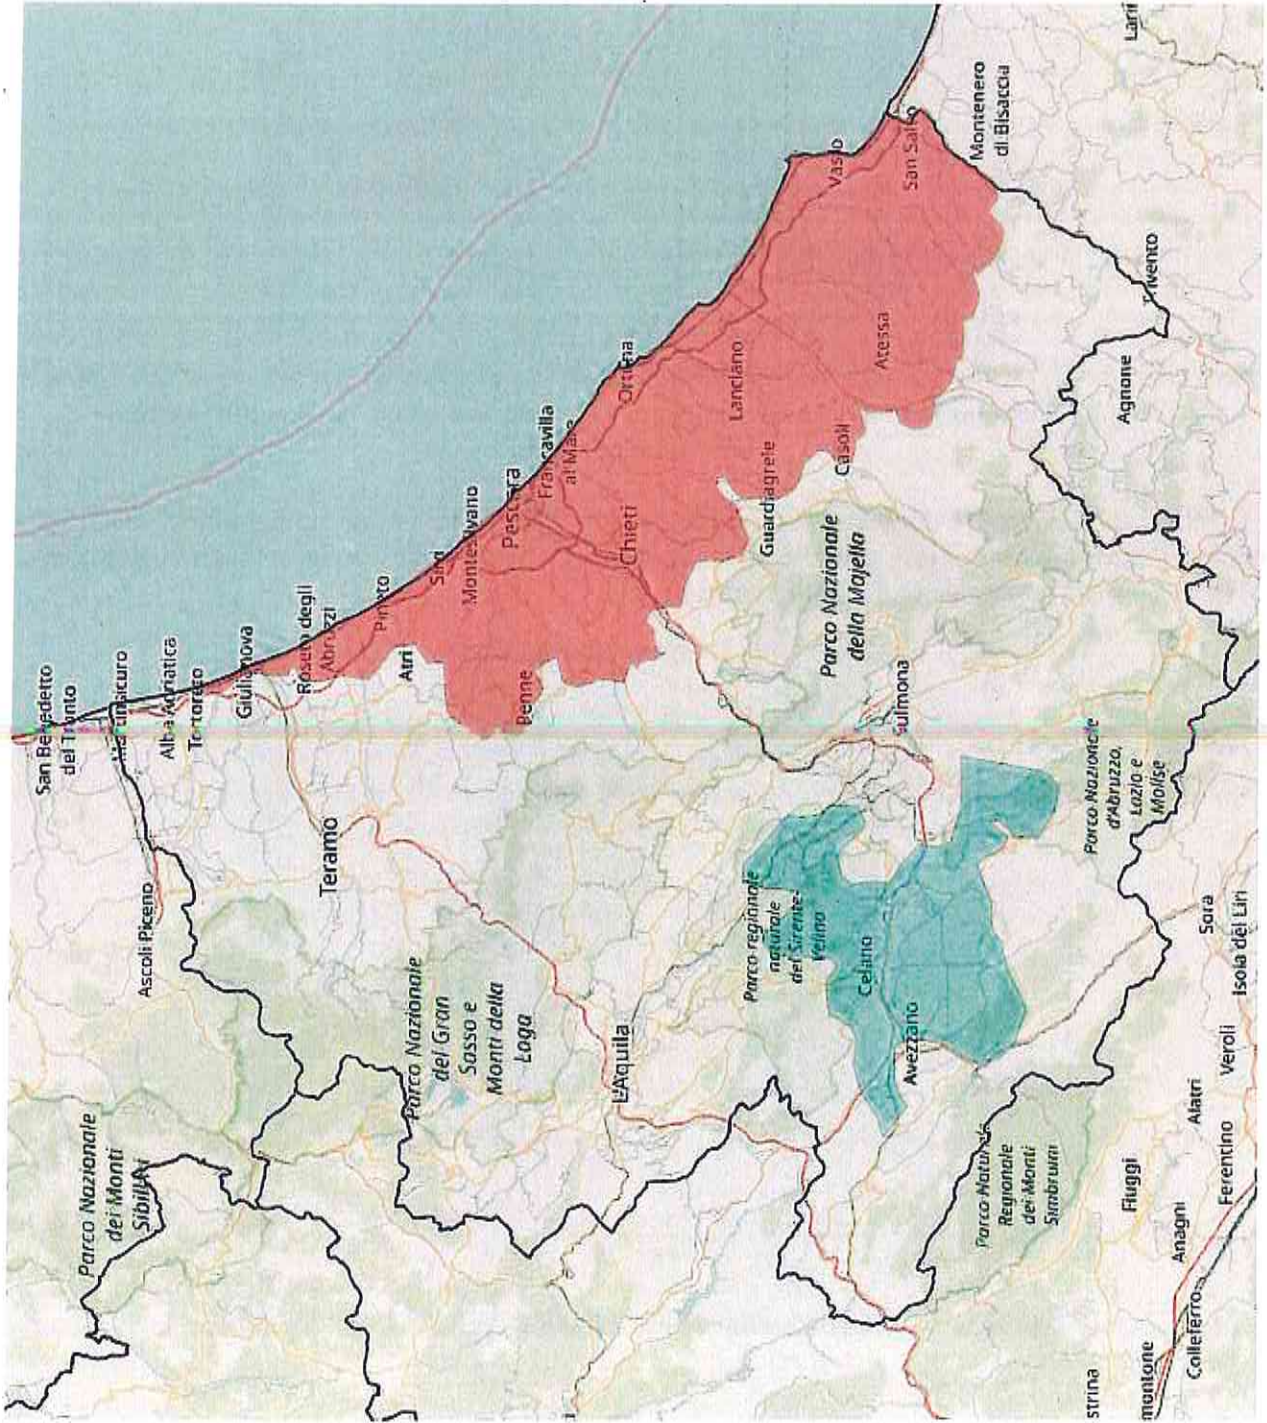 San Benedetto
del Tronto
Parco Nazionale
dei Monti
Sibillini
Martinsicuro
Ascoli Piceno
Alba Adriatica
Tortoreto
Giulianova
Roseto degli
Abruzzi
Teramo
Pineto
Atri
Parco Nazionale
del Gran
Sasso e
Monti della
Laga
Silvi
Montesilvano
Pescara
Penne
Francavilla
al Mare
Chieti
Ortona
L'Aquila
Lanciano
Parco regionale
naturale
del Sirente-
Velino
Guardiagrele
Vasto
Casoli
Parco Nazionale
della Majella
Celano
Atessa
San Salvo
Sulmona
Avezzano
Montenero
di Bisaccia
Parco Naturale
Regionale
dei Monti
Simbruini
Parco Nazionale
d'Abruzzo,
Lazio e
Molise
strina
Agnone
Fiuggi
Lari
Trivento
montone
Anagni
Alatri
Colleferro
Sora
Ferentino
Veroli
Isola del Liri